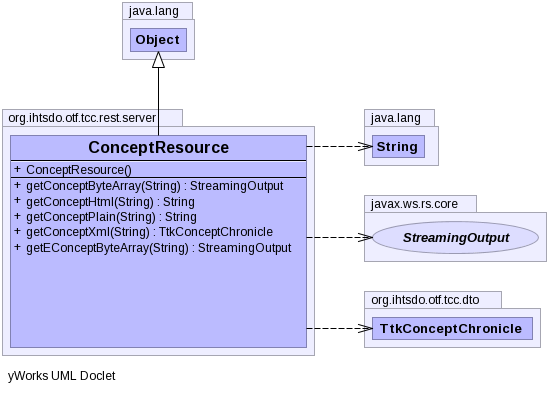 java.lang
Object
org.ihtsdo.otf.tcc.rest.server
ConceptResource
+ ConceptResource()
+ getConceptByteArray(String) : StreamingOutput
+ getConceptHtml(String) : String
+ getConceptPlain(String) : String
+ getConceptXml(String) : TtkConceptChronicle
+ getEConceptByteArray(String) : StreamingOutput
java.lang
String
javax.ws.rs.core
StreamingOutput
org.ihtsdo.otf.tcc.dto
TtkConceptChronicle
yWorks UML Doclet